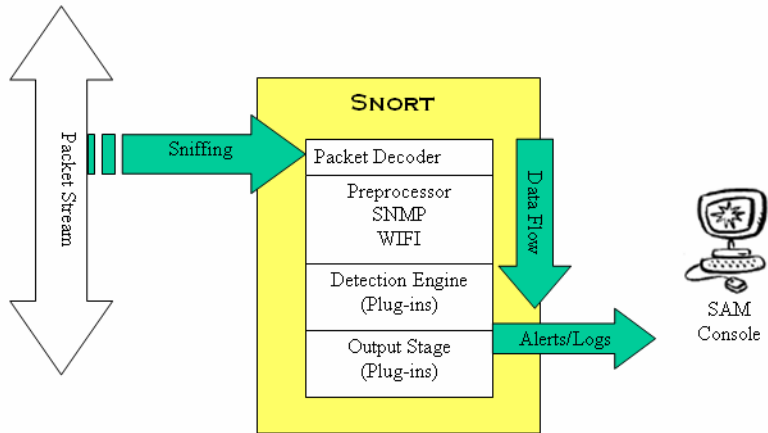 SNORT
Packet Stream
Sniffing
Packet Decoder
Preprocessor
SNMP
WIFI
Detection Engine
(Plug-ins)
Output Stage
(Plug-ins)
Data Flow
Alerts/Logs
SAM
Console